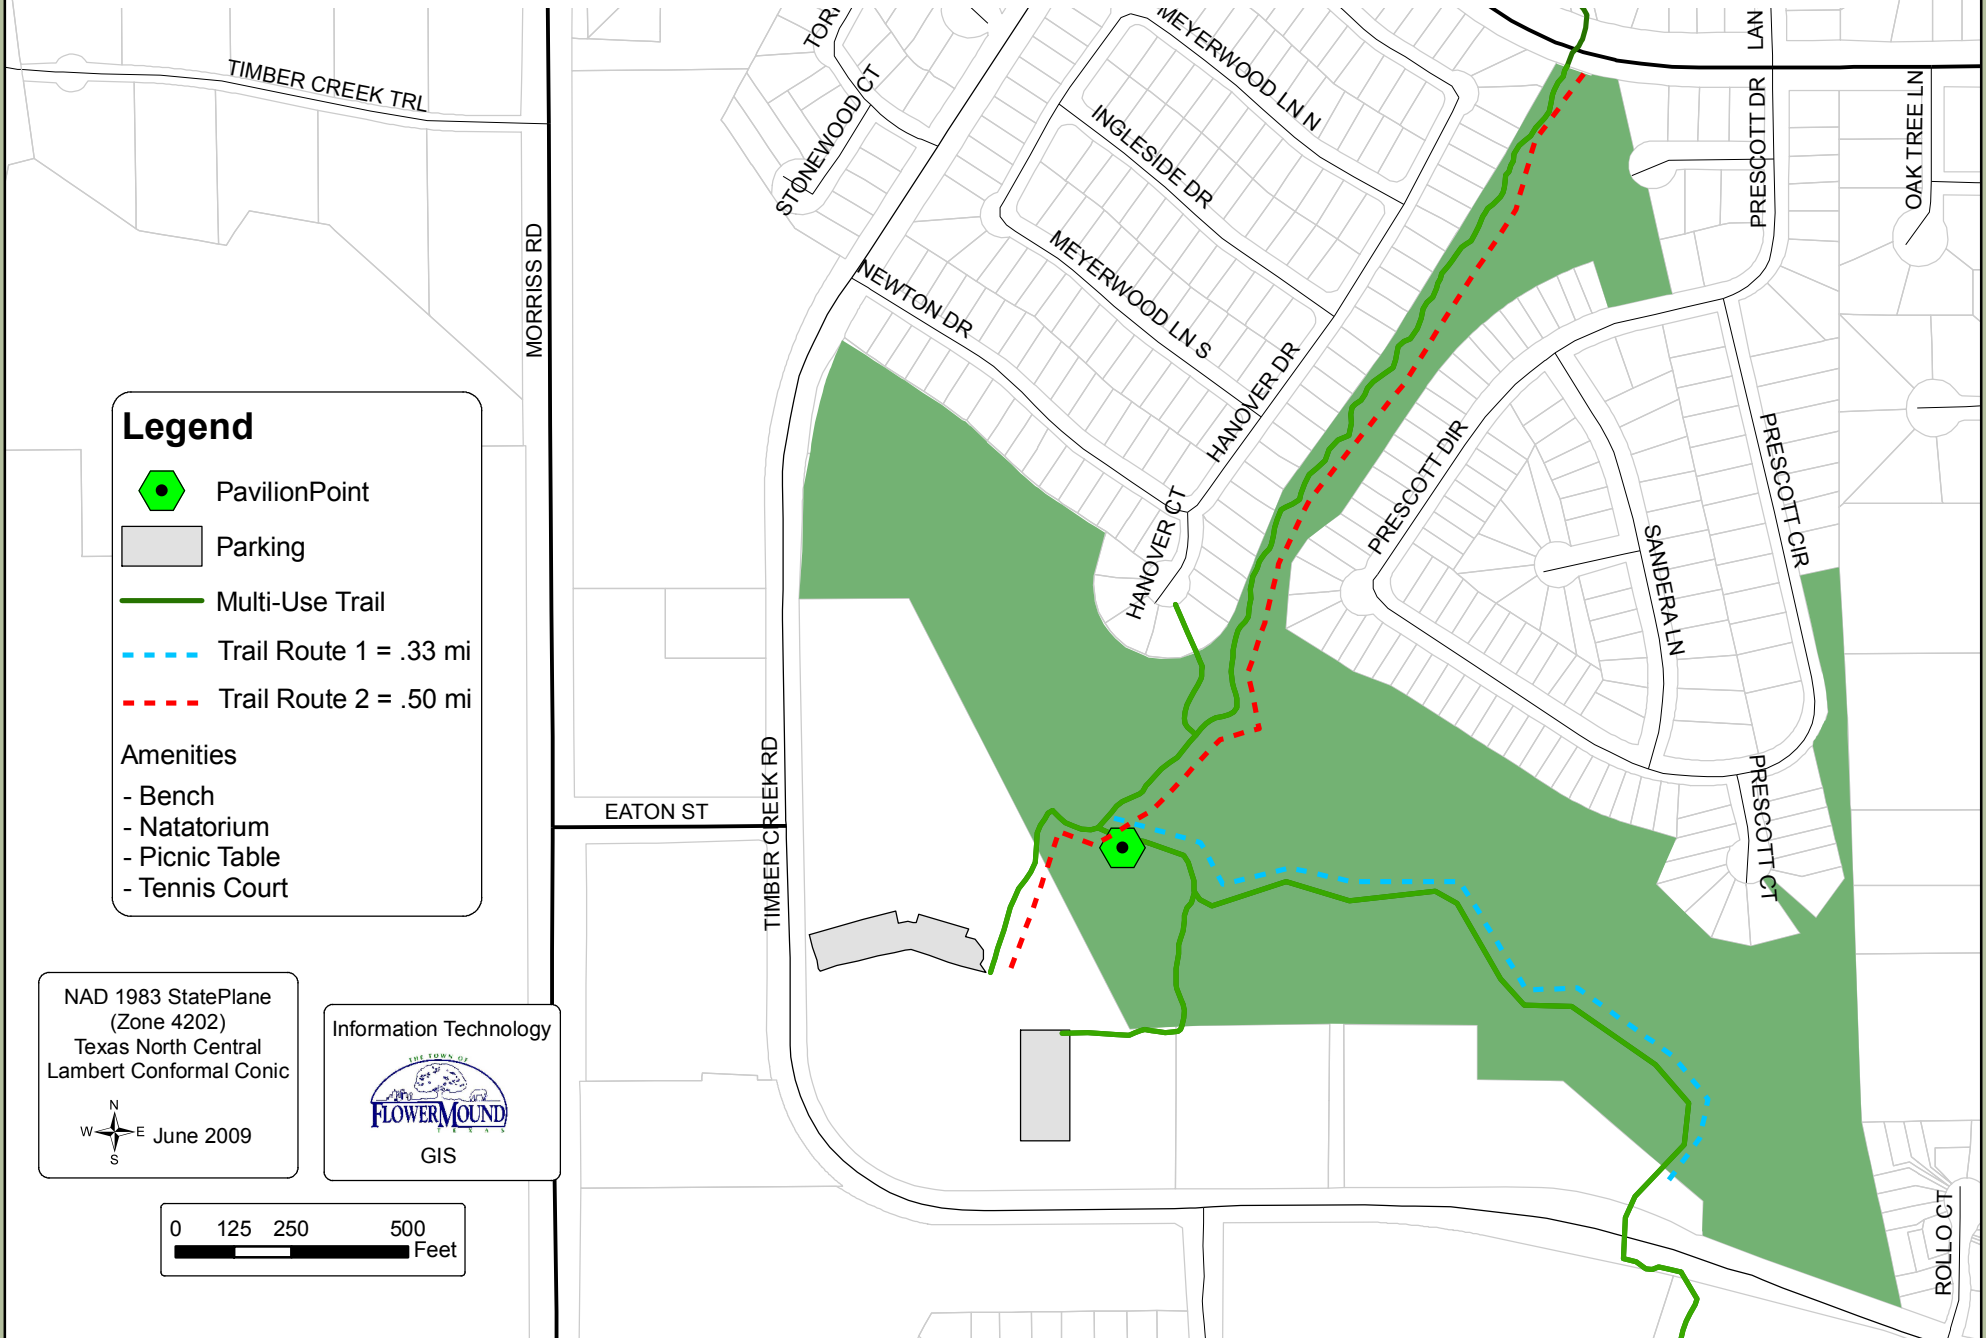 TIMBER CREEK TRL
STONEWOOD CT
MEYERWOOD LN N
INGLESIDE DR
MEYERWOOD LN S
NEWTON DR
HANOVER DR
HANOVER CT
MORRISS RD
LAN
PRESCOTT DR
OAK TREE LN
PRESCOTT DIR
PRESCOTT CIR
SANDERA LN
PRESCOTT CT
EATON ST
TIMBER CREEK RD
ROLLO CT
Legend
PavilionPoint
Parking
Multi-Use Trail
Trail Route 1 = .33 mi
Trail Route 2 = .50 mi
Amenities
- Bench
- Natatorium
- Picnic Table
- Tennis Court
NAD 1983 StatePlane
(Zone 4202)
Texas North Central
Lambert Conformal Conic
N
W E
S
June 2009
Information Technology
THE TOWN OF
FLOWER MOUND
TEXAS
GIS
0 125 250 500
Feet